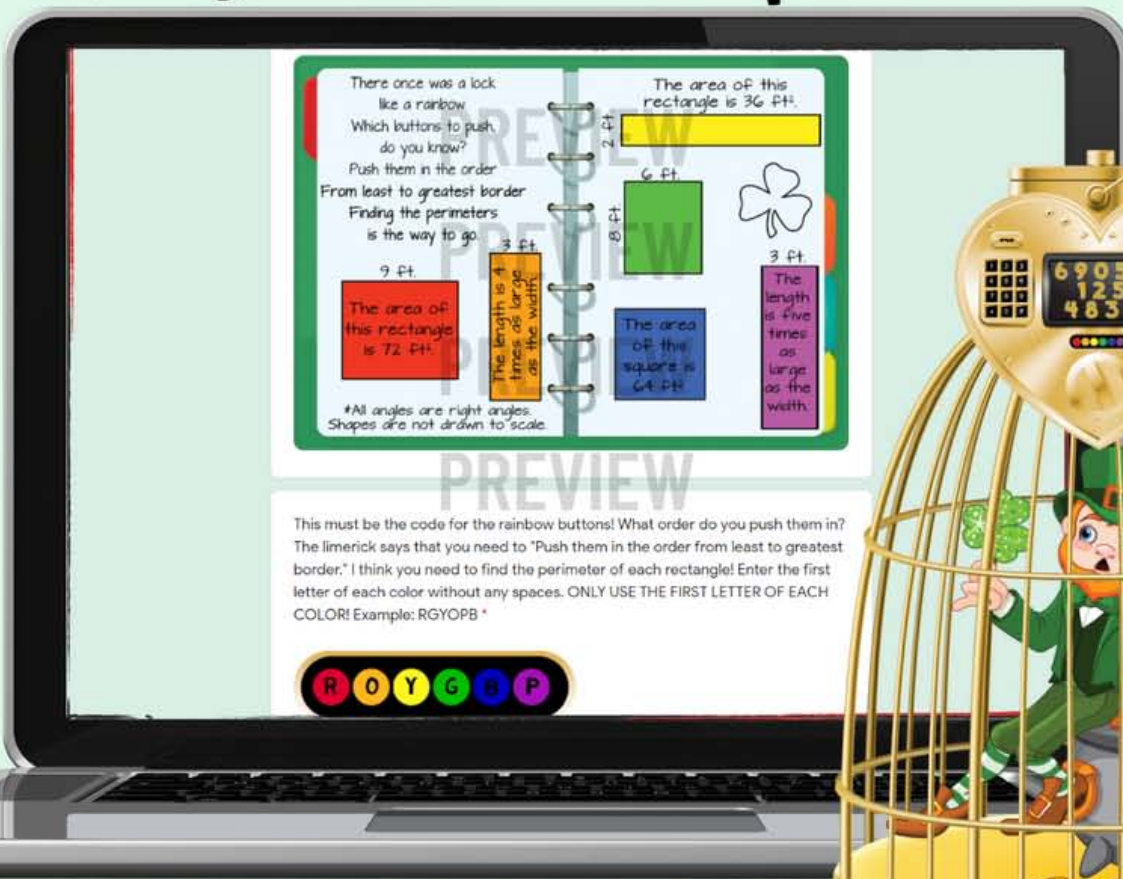 There once was a lock
like a rainbow
Which buttons to push,
do you know?
Push them in the order
From least to greatest border
Finding the perimeters
is the way to go.
9 ft.
The area of
this rectangle
is 72 ft².
3 ft.
The length is 4
times as large
as the width.
*All angles are right angles.
Shapes are not drawn to scale.
The area of this
rectangle is 36 ft².
2 ft.
6 ft.
8 ft.
The area
of this
square is
64 ft²
3 ft.
The
length
is five
times
as
large
as the
width.
PREVIEW
PREVIEW
PREVIEW
PREVIEW
This must be the code for the rainbow buttons! What order do you push them in?
The limerick says that you need to "Push them in the order from least to greatest
border." I think you need to find the perimeter of each rectangle! Enter the first
letter of each color without any spaces. ONLY USE THE FIRST LETTER OF EACH
COLOR! Example: RGYOPB *
R O Y G B P
6905
12.5
483